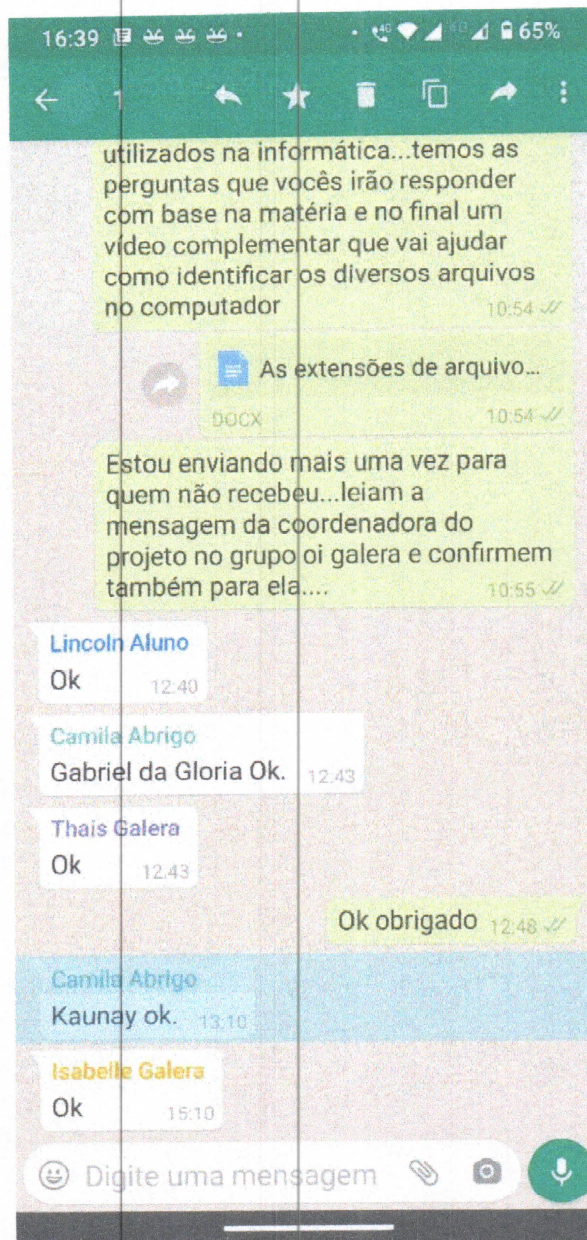 16:39
65%
1
utilizados na informática...temos as
perguntas que vocês irão responder
com base na matéria e no final um
vídeo complementar que vai ajudar
como identificar os diversos arquivos
no computador
10:54
As extensões de arquivo...
DOCX 10:54
Estou enviando mais uma vez para
quem não recebeu...leiam a
mensagem da coordenadora do
projeto no grupo oi galera e confirmem
também para ela....
10:55
Lincoln Aluno
Ok 12:40
Camila Abrigo
Gabriel da Gloria Ok. 12:43
Thais Galera
Ok 12:43
Ok obrigado 12:48
Camila Abrigo
Kaunay ok. 13:10
Isabelle Galera
Ok 15:10
Digite uma mensagem